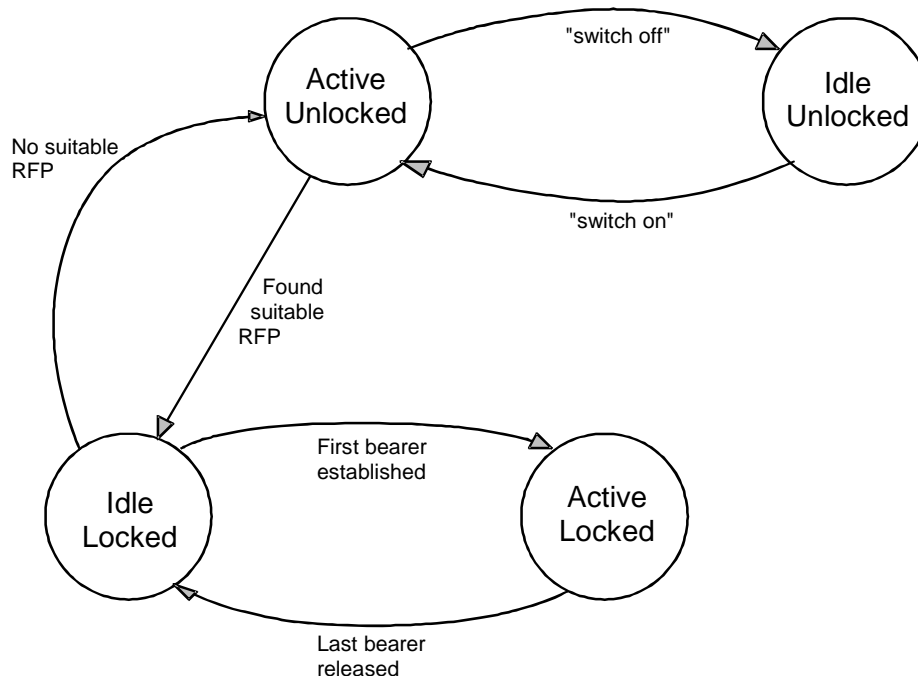 "switch off"
Active
Unlocked
Idle
Unlocked
No suitable
RFP
"switch on"
Found
suitable
RFP
First bearer
established
Idle
Locked
Active
Locked
Last bearer
released